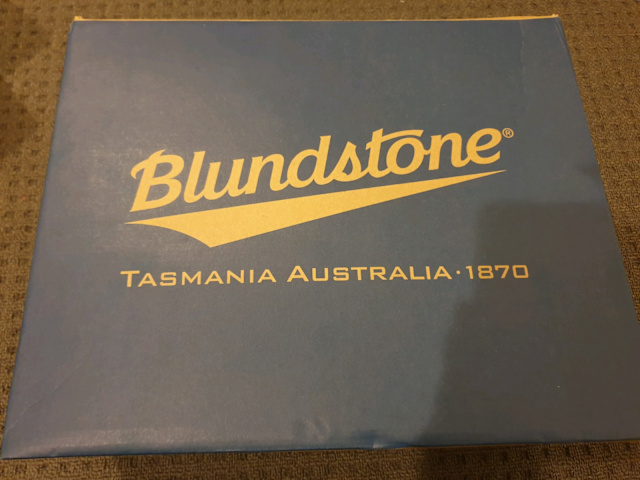 Blundstone®
TASMANIA AUSTRALIA · 1870